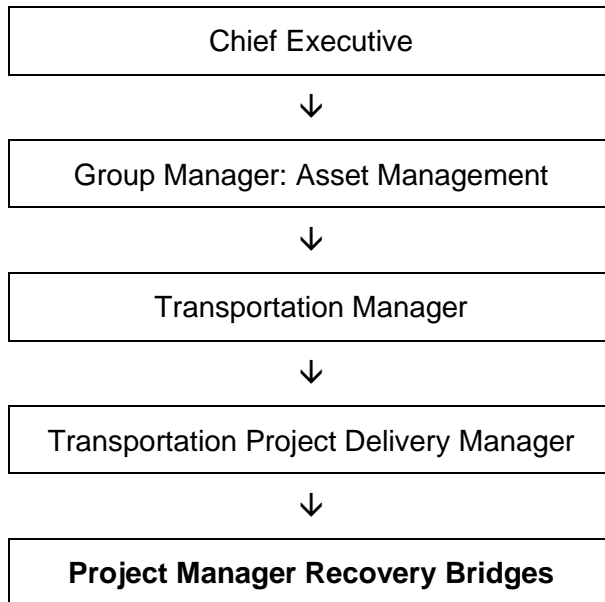 Chief Executive
↓
Group Manager: Asset Management
↓
Transportation Manager
↓
Transportation Project Delivery Manager
↓
Project Manager Recovery Bridges